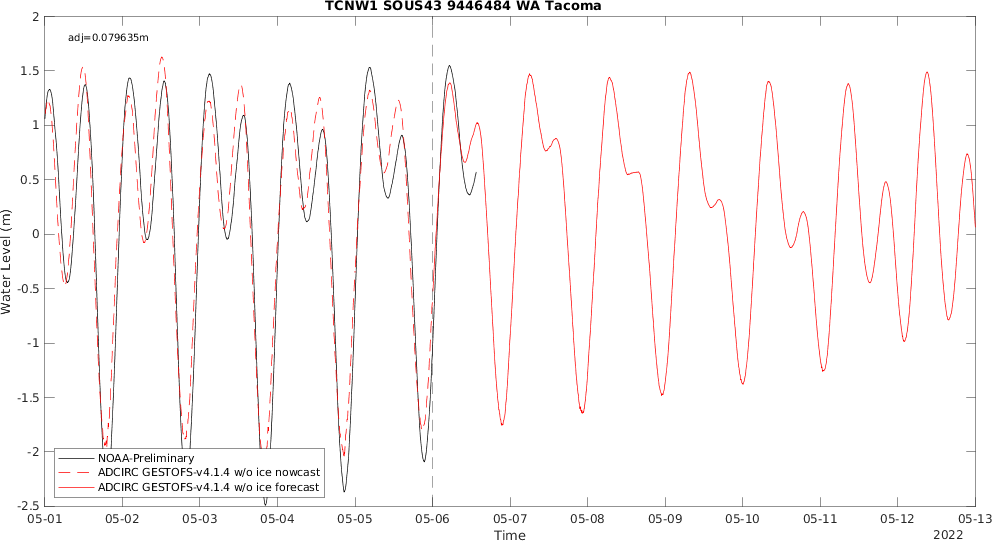 TCNW1 SOUS43 9446484 WA Tacoma
adj=0.079635m
2
1.5
1
0.5
0
-0.5
-1
-1.5
-2
-2.5
Water Level (m)
NOAA-Preliminary
ADCIRC GESTOFS-v4.1.4 w/o ice nowcast
ADCIRC GESTOFS-v4.1.4 w/o ice forecast
05-01 05-02 05-03 05-04 05-05 05-06 05-07 05-08 05-09 05-10 05-11 05-12 05-13
Time
2022